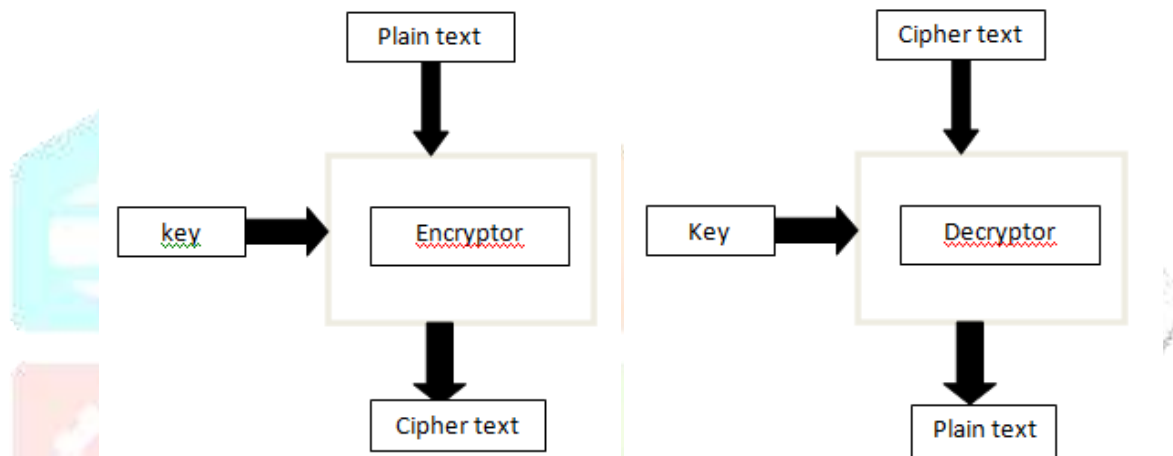 Plain text
key
Encryptor
Cipher text
Cipher text
Key
Decryptor
Plain text